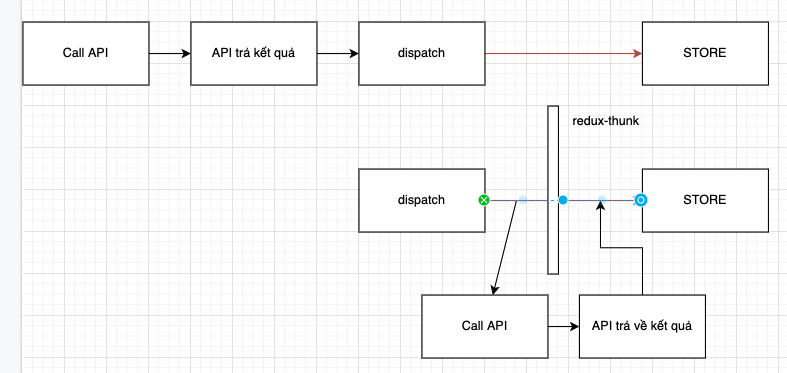 Call API
API trả kết quả
dispatch
STORE
redux-thunk
dispatch
STORE
Call API
API trả về kết quả